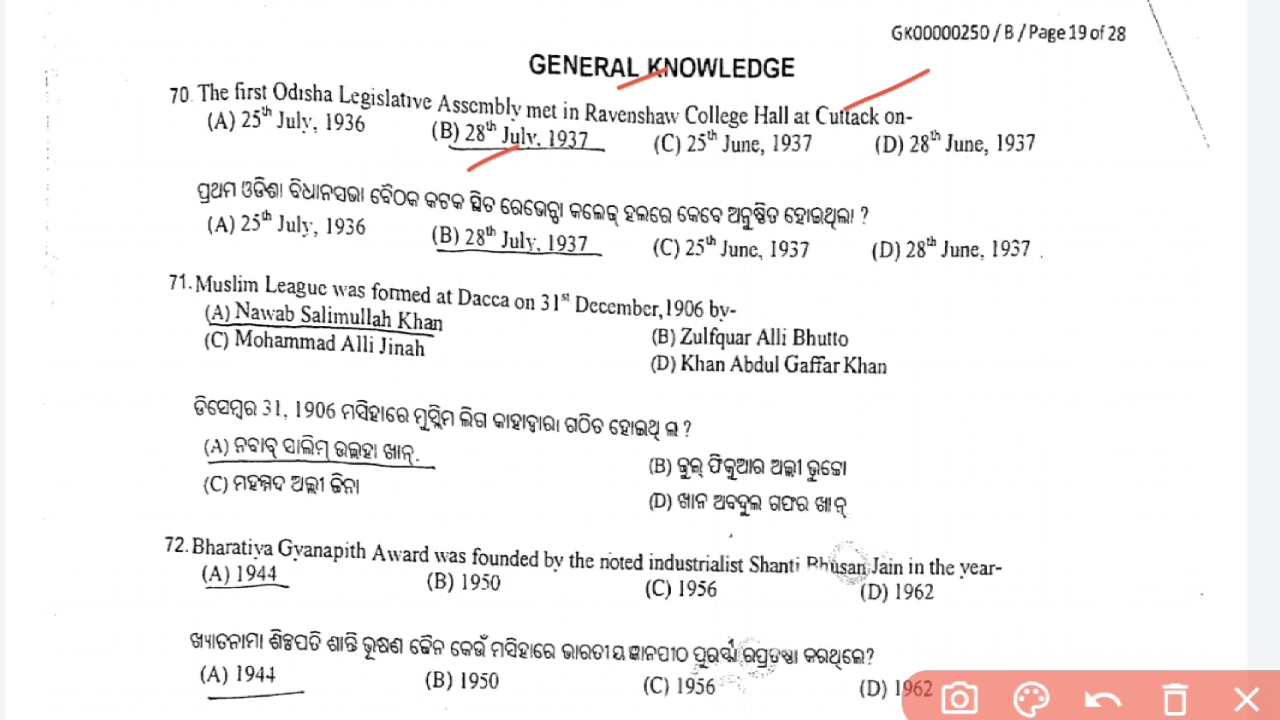 GK00000250 / B / Page 19 of 28
GENERAL KNOWLEDGE
70. The first Odisha Legislative Assembly met in Ravenshaw College Hall at Cuttack on-
(A) 25th July, 1936 (B) 28th July, 1937 (C) 25th June, 1937 (D) 28th June, 1937
ପ୍ରଥମ ଓଡିଶା ବିଧାନସଭା ବୈଠକ କଟକ ସ୍ଥିତ ରେଭେନ୍ସା କଲେଜ୍ ହଲରେ କେବେ ଅନୁଷ୍ଠିତ ହୋଇଥିଲା ?
(A) 25th July, 1936 (B) 28th July, 1937 (C) 25th June, 1937 (D) 28th June, 1937 .
71. Muslim League was formed at Dacca on 31st December,1906 by-
(A) Nawab Salimullah Khan (B) Zulfquar Alli Bhutto
(C) Mohammad Alli Jinah (D) Khan Abdul Gaffar Khan
ଡିସେମ୍ବର 31, 1906 ମସିହାରେ ମୁସ୍ଲିମ ଲିଗ କାହାଦ୍ୱାରା ଗଠିତ ହୋଇଥି ଲା ?
(A) ନବାବ୍ ସାଲିମ୍ ଉଲ୍ଲହା ଖାନ୍. (B) ଜୁଲ୍ ଫିକୁଆର ଅଲ୍ଲୀ ଭୁଟ୍ଟୋ
(C) ମହମ୍ମଦ ଅଲ୍ଲୀ ଜିନା (D) ଖାନ ଅବଦୁଲ ଗଫର ଖାନ୍
72. Bharatiya Gyanapith Award was founded by the noted industrialist Shanti Bhusan Jain in the year-
(A) 1944 (B) 1950 (C) 1956 (D) 1962
ଖ୍ୟାତନାମା ଶିଳ୍ପପତି ଶାନ୍ତି ଭୂଷଣ ଜୈନ କେଉଁ ମସିହାରେ ଭାରତୀୟ ଜ୍ଞାନପୀଠ କରଥିଲେ?
(A) 1944 (B) 1950 (C) 1956 (D) 1962